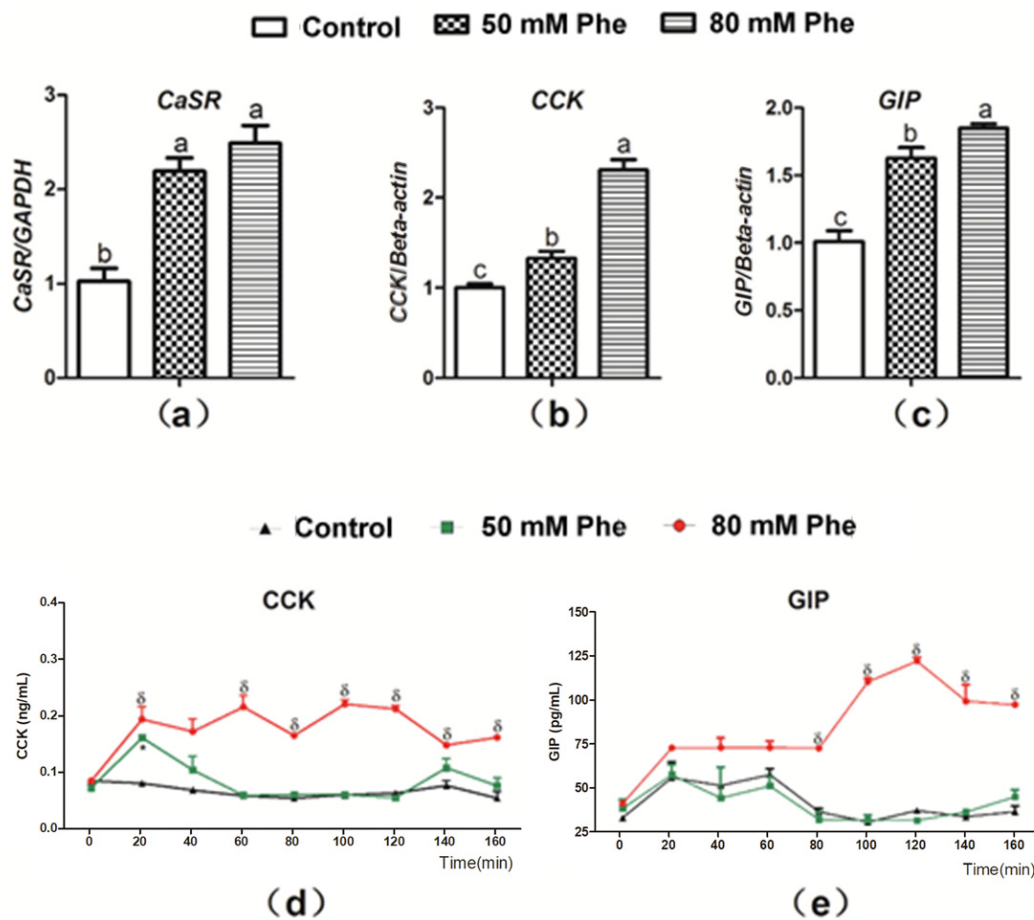 Control 50 mM Phe 80 mM Phe
CaSR
CaSR/GAPDH
3
2
1
0
b
a
a
(a)
CCK
CCK/Beta-actin
3
2
1
0
c
b
a
(b)
GIP
GIP/Beta-actin
2.0
1.5
1.0
0.0
c
b
a
(c)
Control 50 mM Phe 80 mM Phe
CCK
CCK (ng/mL)
0.4
0.3
0.2
0.1
0.0
δ δ δ δ δ δ δ
*
0 20 40 60 80 100 120 140 160
Time(min)
(d)
GIP
GIP (pg/mL)
150
125
100
75
50
25
δ δ δ δ δ
0 20 40 60 80 100 120 140 160
Time(min)
(e)